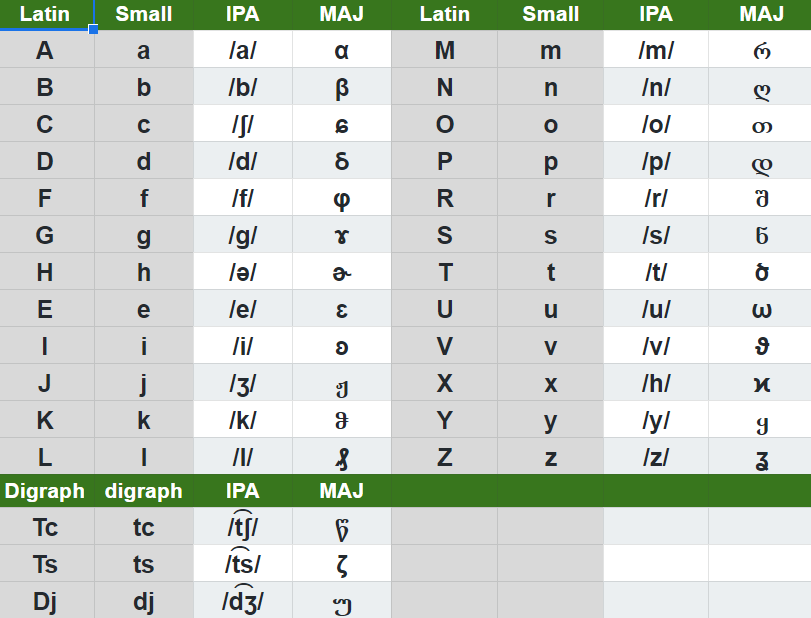 Latin Small IPA MAJ Latin Small IPA MAJ
A a /a/ α M m /m/ რ
B b /b/ β N n /n/ ღ
C c /ʃ/ ɕ O o /o/ თ
D d /d/ δ P p /p/ დ
F f /f/ φ R r /r/ შ
G g /g/ ɤ S s /s/ ნ
H h /ə/ ɚ T t /t/ ծ
E e /e/ ε U u /u/ ω
I i /i/ ʚ V v /v/ ϑ
J j /ʒ/ ჟ X x /h/ ϰ
K k /k/ Y y /y/ ყ
L l /l/ Z z /z/ ʓ
Digraph digraph IPA MAJ
Tc tc /t͡ʃ/ წ
Ts ts /t͡s/ ζ
Dj dj /d͡ʒ/ უ